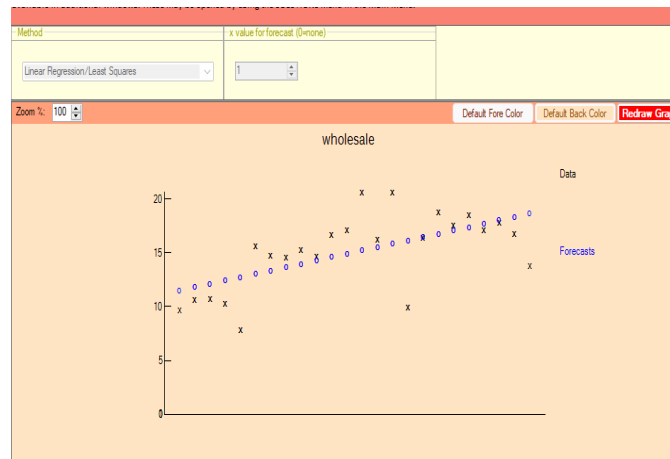 Method
x value for forecast (0=none)
Linear Regression/Least Squares
1
Zoom %: 100
Default Fore Color
Default Back Color
Redraw Gra
wholesale
Data
Forecasts
20
15
10
5
0